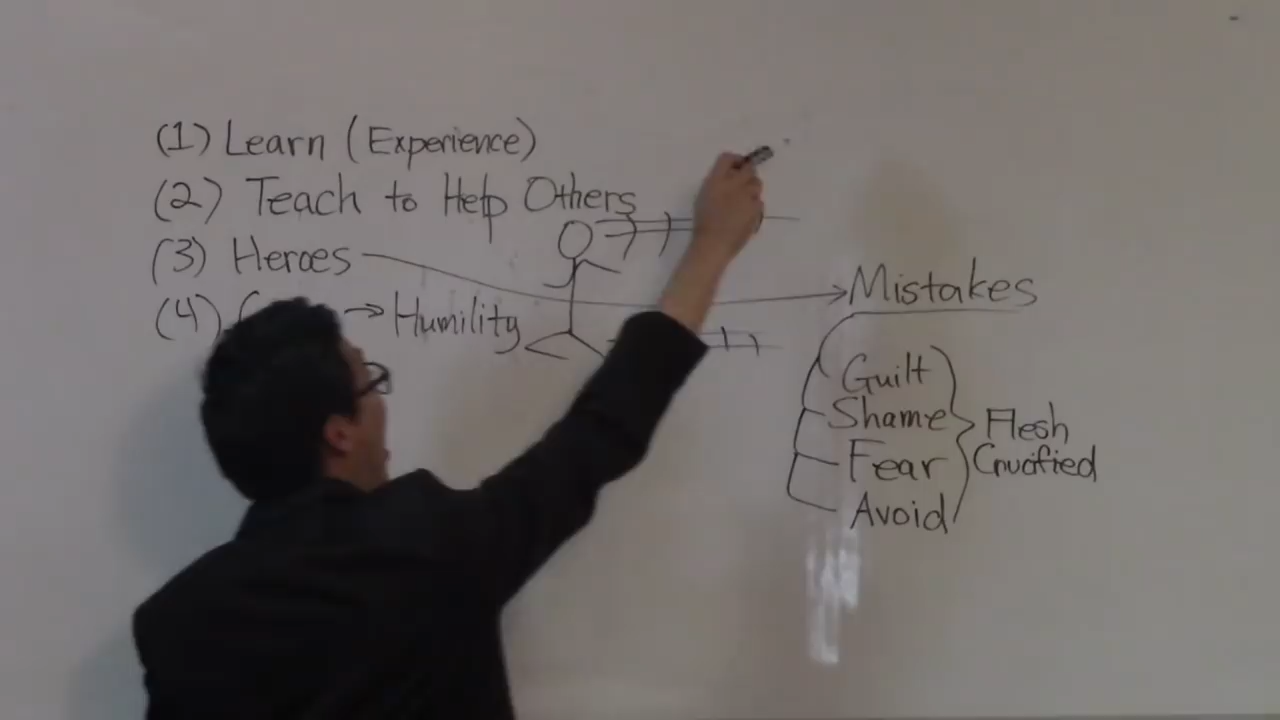 (1) Learn (Experience)
(2) Teach to Help Others
(3) Heroes
(4) → Humility
Mistakes
Guilt
Shame
Fear
Avoid
Flesh
Crucified